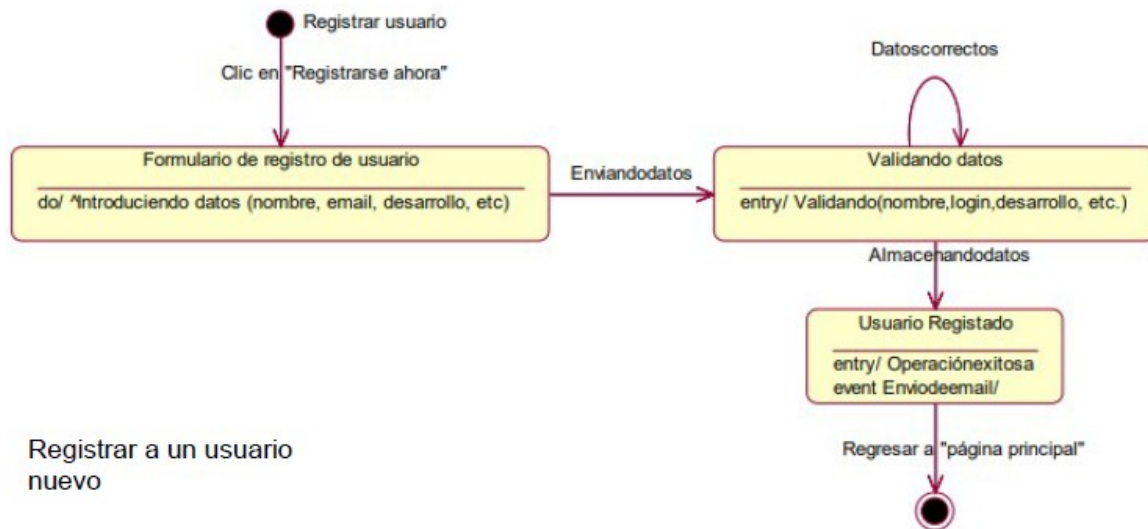 Registrar usuario
Clic en "Registrarse ahora"
Datoscorrectos
Formulario de registro de usuario
do/ ^Introduciendo datos (nombre, email, desarrollo, etc)
Enviandodatos
Validando datos
entry/ Validando(nombre,login,desarrollo, etc.)
Almacenandodatos
Usuario Registado
entry/ Operaciónexitosa
event Enviodeemail/
Regresar a "página principal"
Registrar a un usuario
nuevo